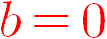 b = 0